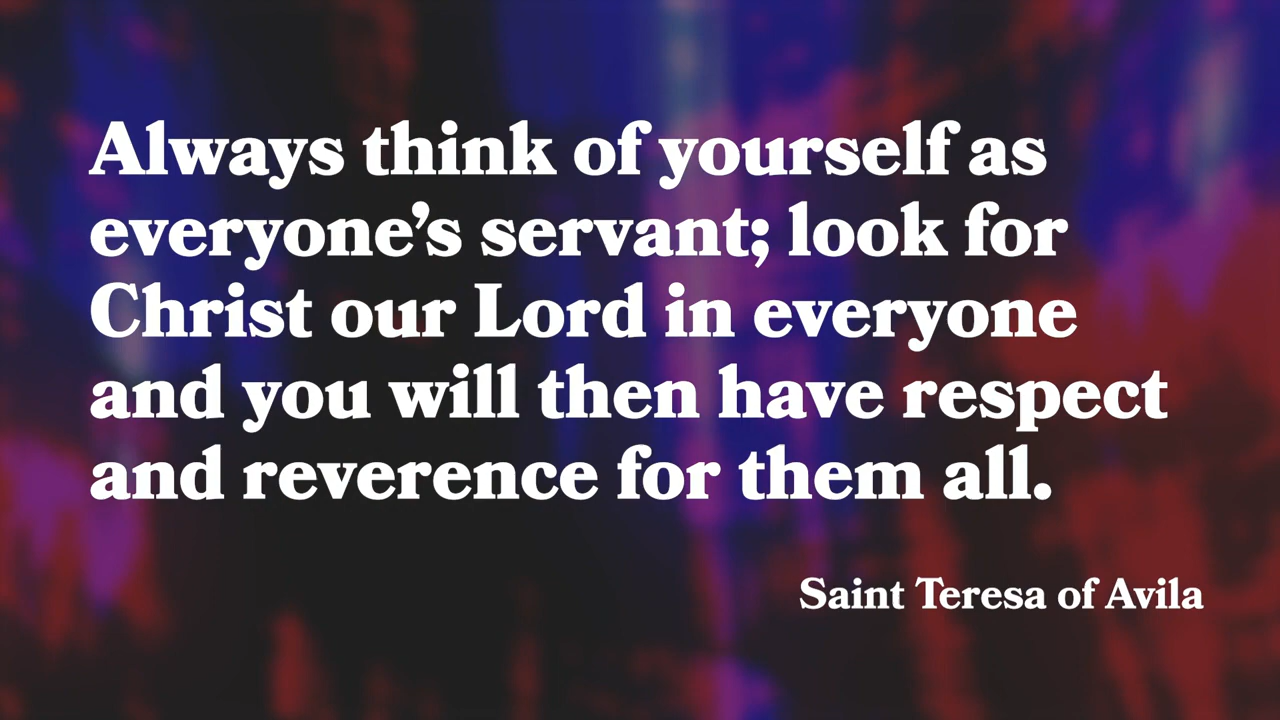 Always think of yourself as
everyone’s servant; look for
Christ our Lord in everyone
and you will then have respect
and reverence for them all.
Saint Teresa of Avila